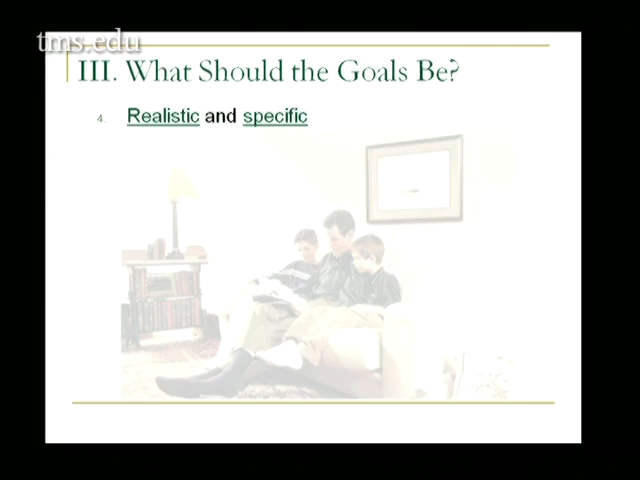 tms.edu
III. What Should the Goals Be?
4. Realistic and specific